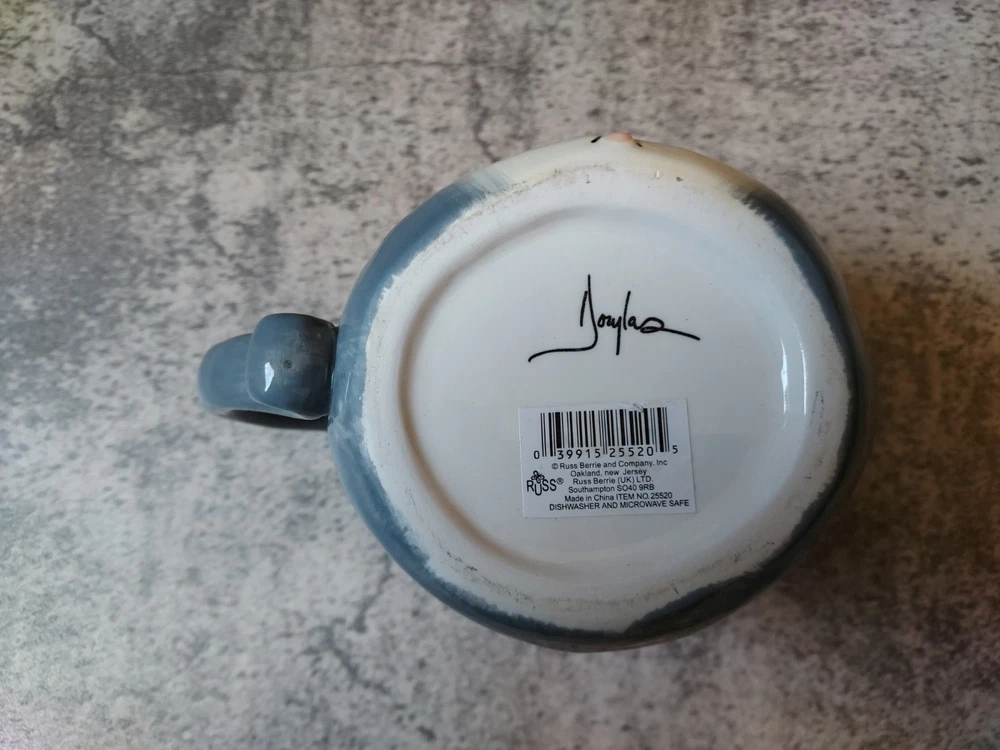 Douglas
0 39915 25520 5
© Russ Berrie and Company. Inc
Oakland, new Jersey
RUSS® Russ Berrie (UK) LTD.
Southampton SO40 9RB
Made in China ITEM NO.25520
DISHWASHER AND MICROWAVE SAFE